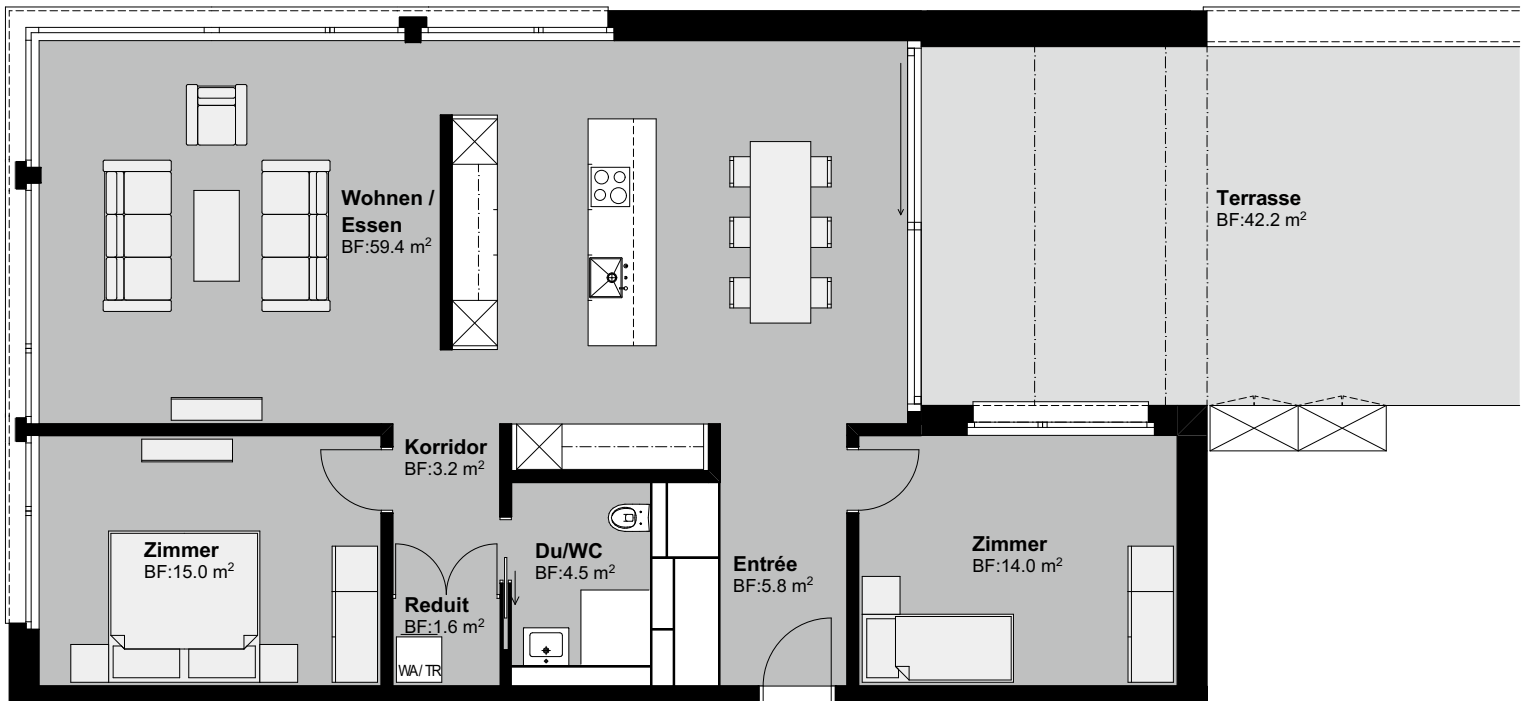 Wohnen /
Essen
BF:59.4 m²
Terrasse
BF:42.2 m²
Korridor
BF:3.2 m²
Zimmer
BF:15.0 m²
Du/WC
BF:4.5 m²
Entrée
BF:5.8 m²
Zimmer
BF:14.0 m²
Reduit
BF:1.6 m²
WA/ TR